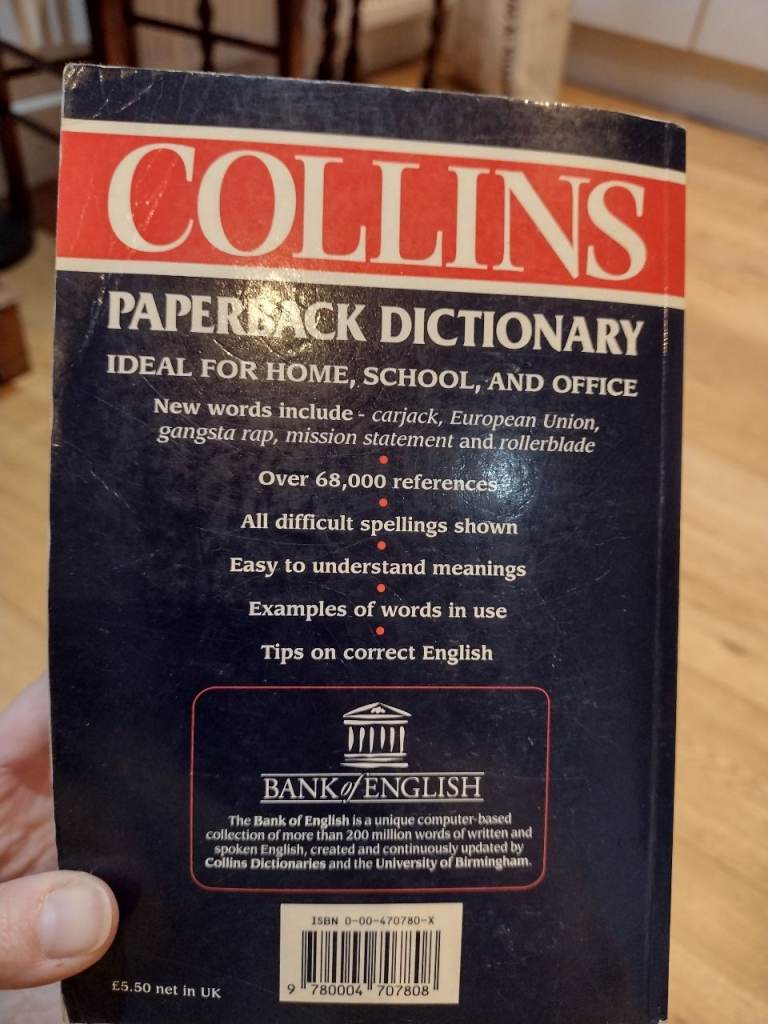 COLLINS
PAPERBACK DICTIONARY
IDEAL FOR HOME, SCHOOL, AND OFFICE
New words include - carjack, European Union,
gangsta rap, mission statement and rollerblade
Over 68,000 references
All difficult spellings shown
Easy to understand meanings
Examples of words in use
Tips on correct English
BANK of ENGLISH
The Bank of English is a unique computer-based
collection of more than 200 million words of written and
spoken English, created and continuously updated by
Collins Dictionaries and the University of Birmingham.
ISBN 0-00-470780-X
9 780004 707808
£5.50 net in UK